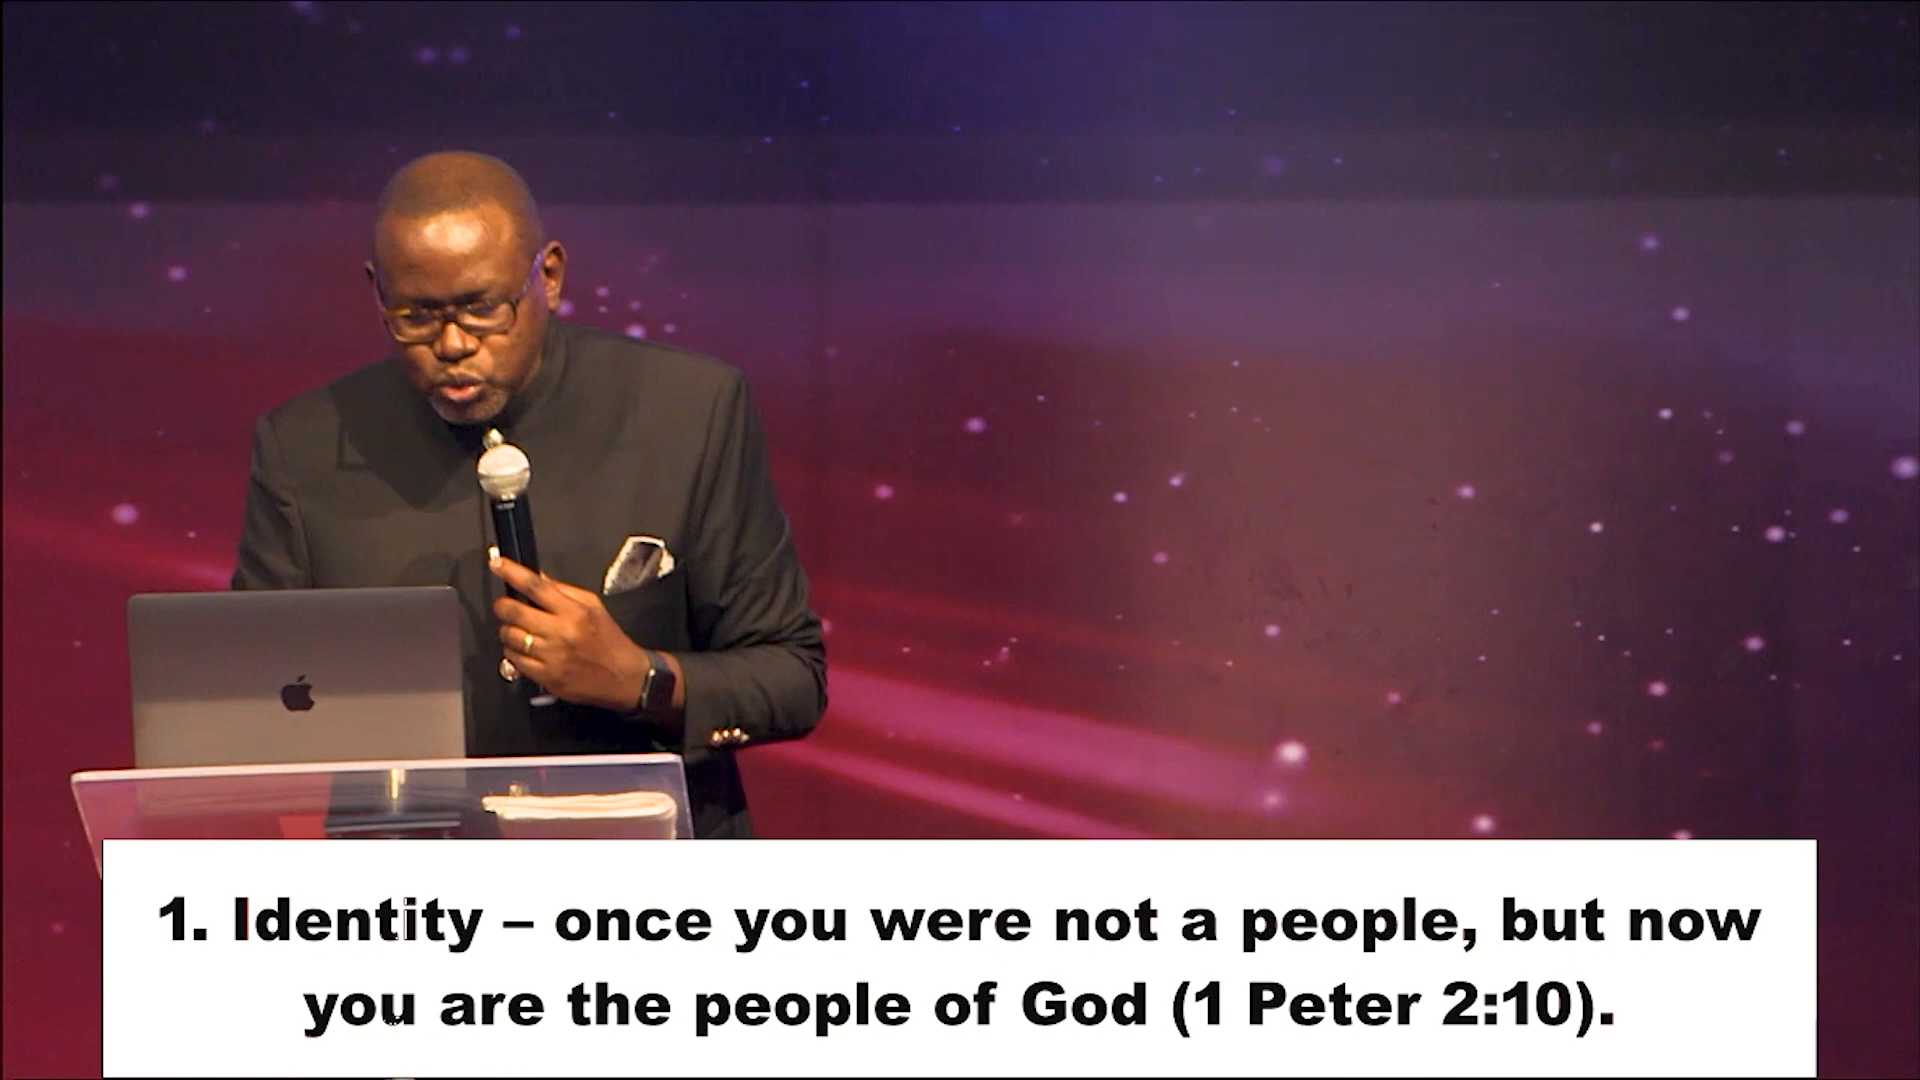 1. Identity – once you were not a people, but now
you are the people of God (1 Peter 2:10).